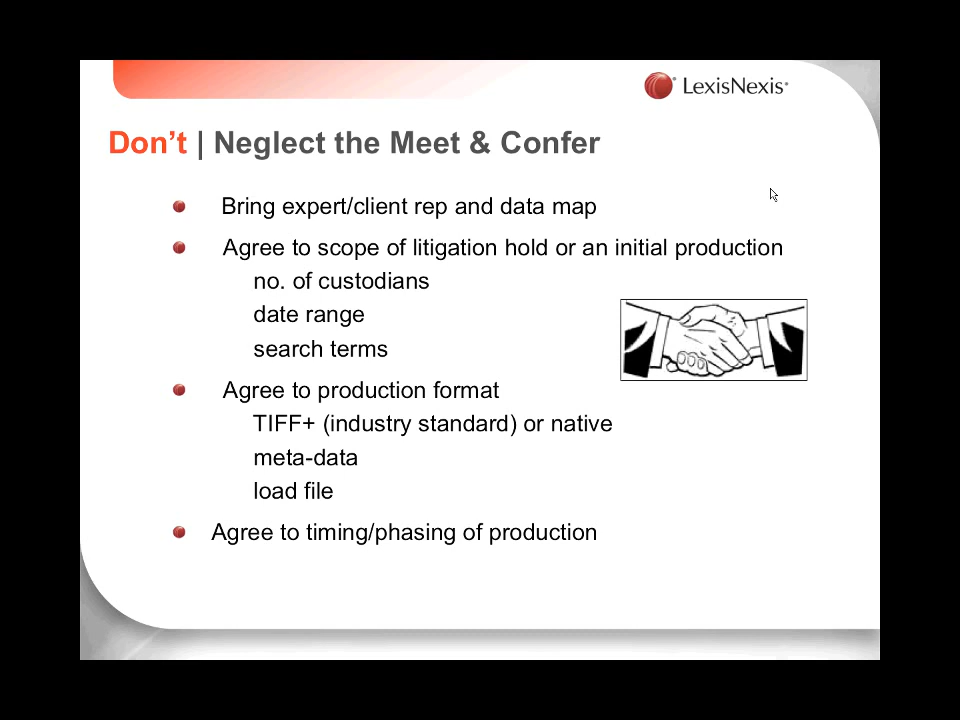 LexisNexis®
Don't | Neglect the Meet & Confer
Bring expert/client rep and data map
Agree to scope of litigation hold or an initial production
no. of custodians
date range
search terms
Agree to production format
TIFF+ (industry standard) or native
meta-data
load file
Agree to timing/phasing of production